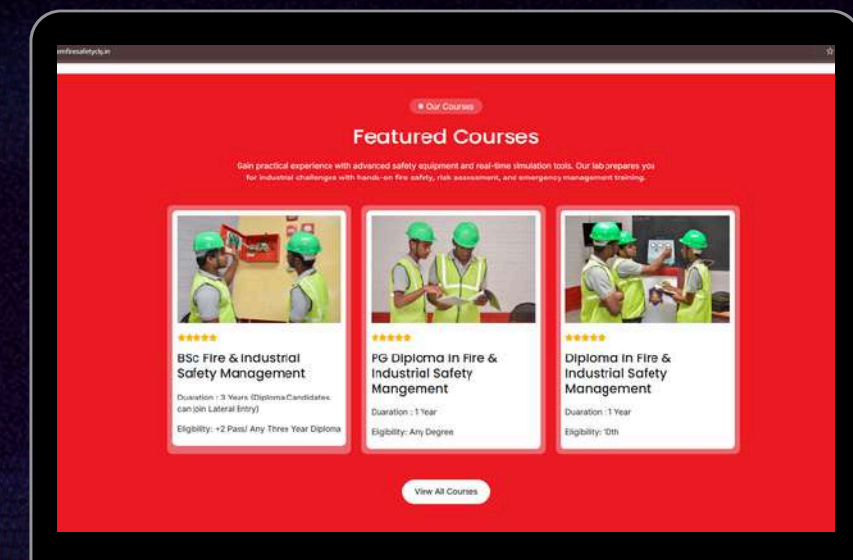 emfiresafetyclg.in
Our Courses
Featured Courses
Gain practical experience with advanced safety equipment and real-time simulation tools. Our lab prepares you
for industrial challenges with hands-on fire safety, risk assessment, and emergency management training.
BSc Fire & Industrial
Safety Management
Duaration : 3 Years (Diploma Candidates
can join Lateral Entry)
Eligibility: +2 Pass/ Any Three Year Diploma
PG Diploma in Fire &
Industrial Safety
Mangement
Duaration : 1 Year
Eligibility: Any Degree
Diploma in Fire &
Industrial Safety
Management
Duaration : 1 Year
Eligibility: 10th
View All Courses